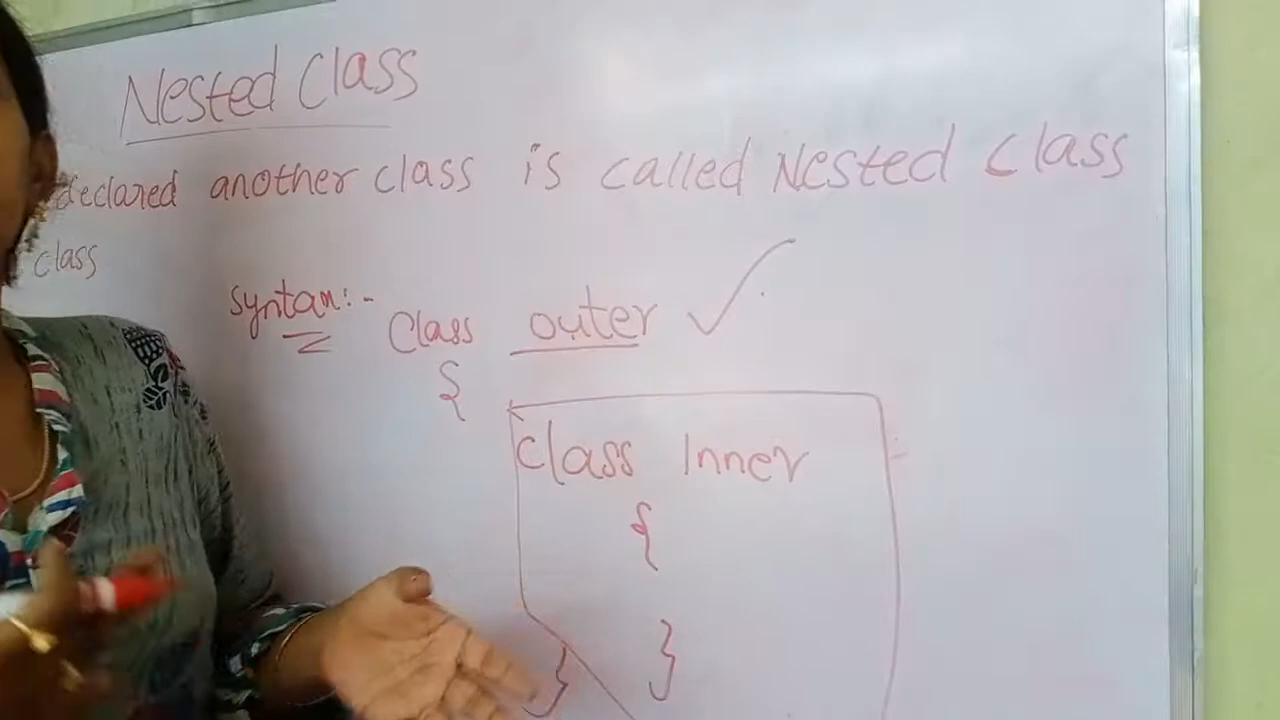 Nested Class
declared another class is called Nested Class
class
Syntax:-
Class outer
{
class Inner
{
}
}